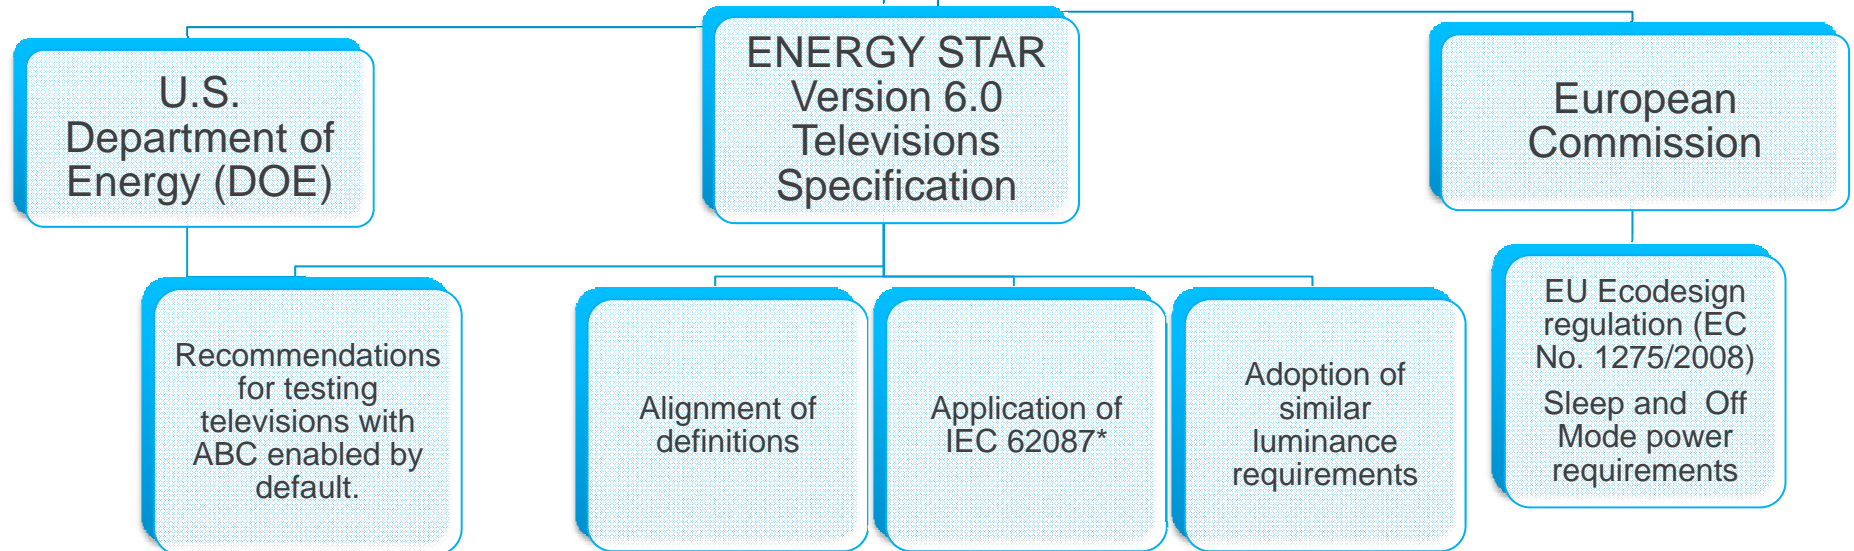 U.S.
Department of
Energy (DOE)
ENERGY STAR
Version 6.0
Televisions
Specification
European
Commission
Recommendations
for testing
televisions with
ABC enabled by
default.
Alignment of
definitions
Application of
IEC 62087*
Adoption of
similar
luminance
requirements
EU Ecodesign
regulation (EC
No. 1275/2008)
Sleep and Off
Mode power
requirements